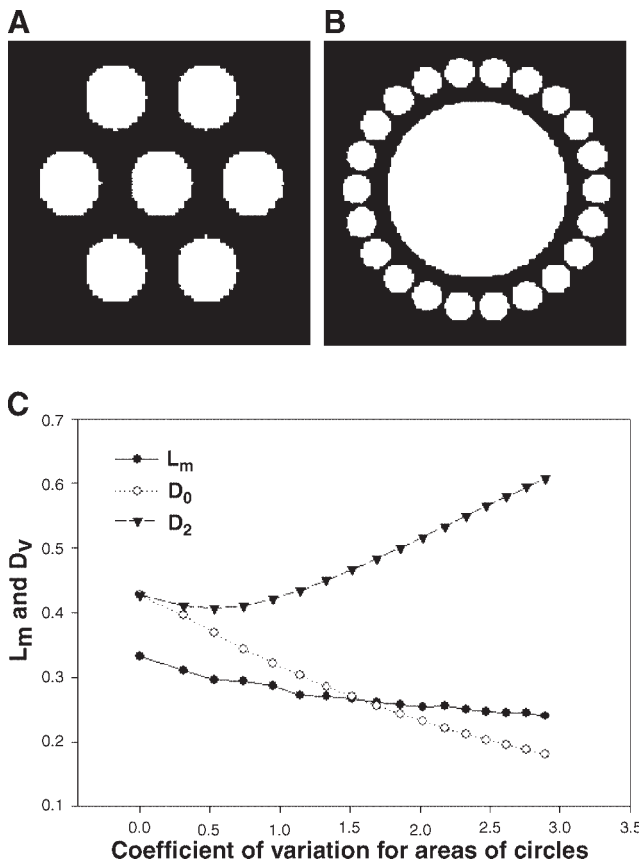 A
B
C
0.7
0.6
0.5
0.4
0.3
0.2
0.1
Lm and Dv
Lm
D0
D2
0.0 0.5 1.0 1.5 2.0 2.5 3.0 3.5
Coefficient of variation for areas of circles